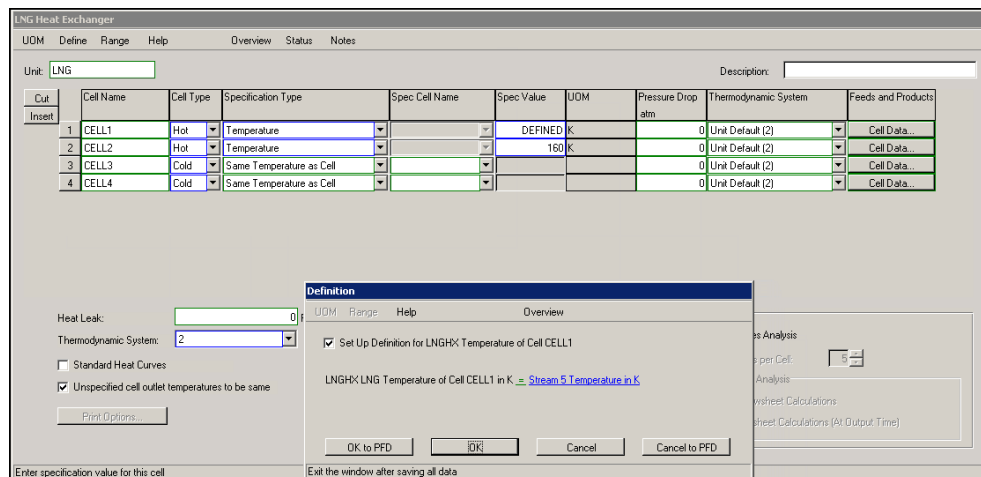 LNG Heat Exchanger
UOM Define Range Help Overview Status Notes
Unit: LNG Description:
Cut Cell Name Cell Type Specification Type Spec Cell Name Spec Value UOM Pressure Drop Thermodynamic System Feeds and Products
Insert atm
1 CELL1 Hot Temperature DEFINED K 0 Unit Default (2) Cell Data...
2 CELL2 Hot Temperature 160 K 0 Unit Default (2) Cell Data...
3 CELL3 Cold Same Temperature as Cell 0 Unit Default (2) Cell Data...
4 CELL4 Cold Same Temperature as Cell 0 Unit Default (2) Cell Data...
Definition
UOM Range Help Overview
Heat Leak: 0
Thermodynamic System: 2
Standard Heat Curves
Unspecified cell outlet temperatures to be same
Print Options...
Set Up Definition for LNGHX Temperature of Cell CELL1
LNGHX LNG Temperature of Cell CELL1 in K = Stream 5 Temperature in K
OK to PFD OK Cancel Cancel to PFD
Analysis
per Cell: 5
Analysis
Calculations
Calculations (At Output Time)
Enter specification value for this cell
Exit the window after saving all data